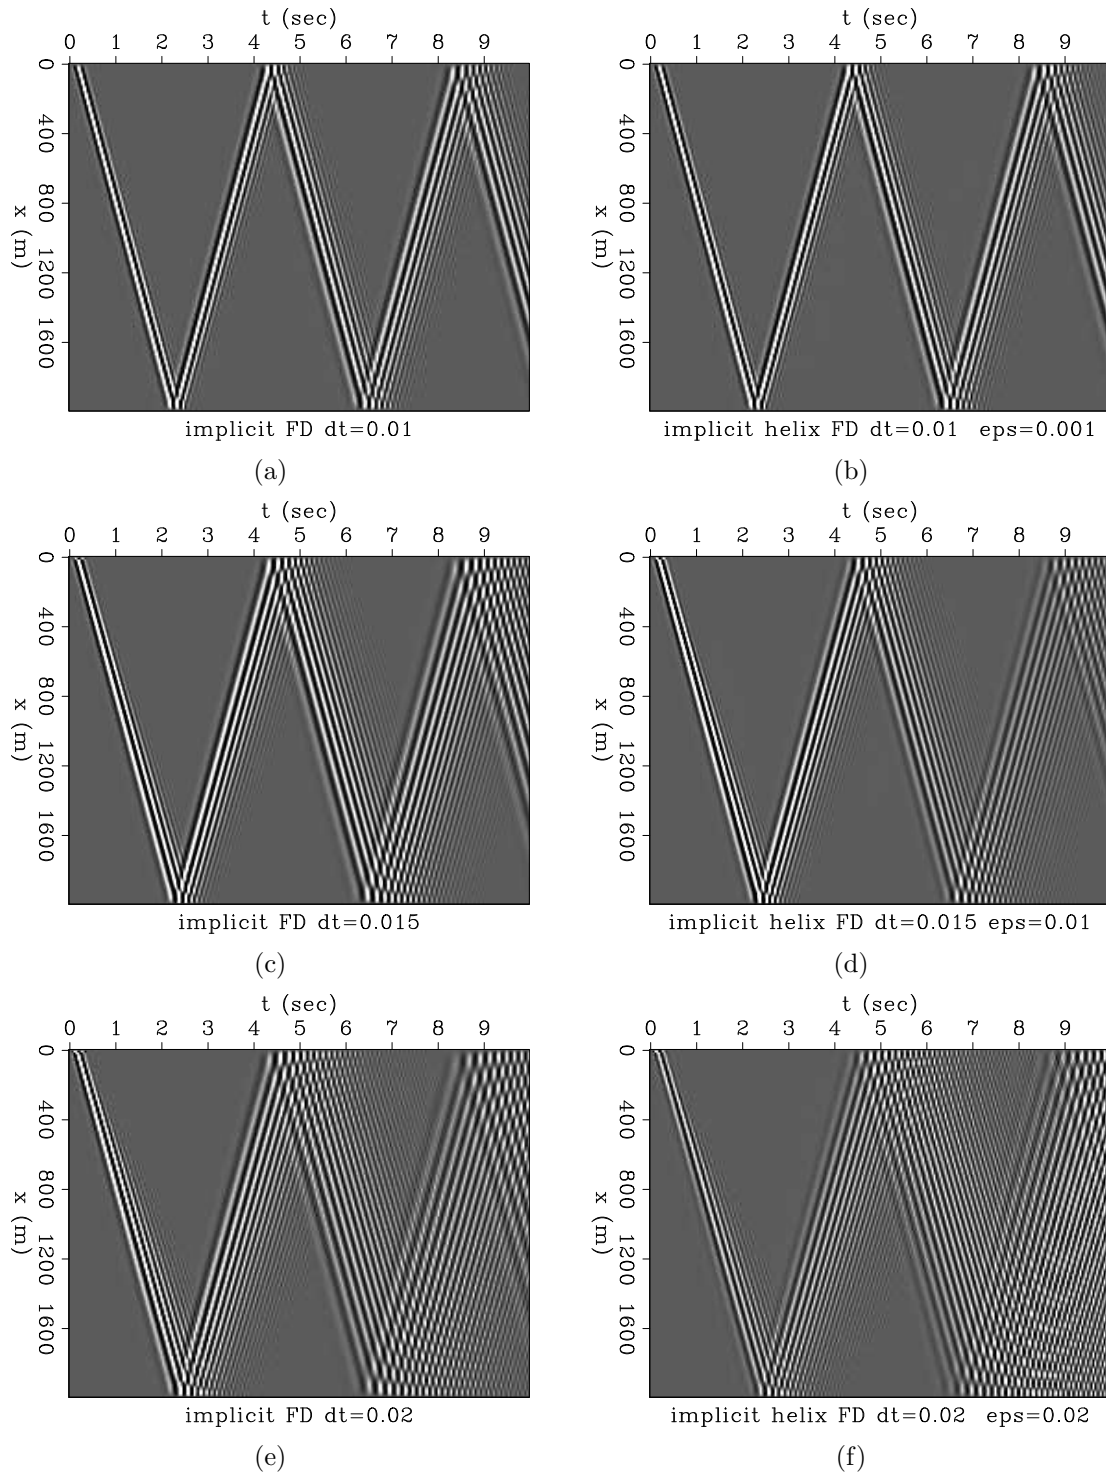 t (sec)
0 1 2 3 4 5 6 7 8 9
x (m)
0 400 800 1200 1600
implicit FD dt=0.01
(a)
t (sec)
0 1 2 3 4 5 6 7 8 9
x (m)
0 400 800 1200 1600
implicit helix FD dt=0.01 eps=0.001
(b)
t (sec)
0 1 2 3 4 5 6 7 8 9
x (m)
0 400 800 1200 1600
implicit FD dt=0.015
(c)
t (sec)
0 1 2 3 4 5 6 7 8 9
x (m)
0 400 800 1200 1600
implicit helix FD dt=0.015 eps=0.01
(d)
t (sec)
0 1 2 3 4 5 6 7 8 9
x (m)
0 400 800 1200 1600
implicit FD dt=0.02
(e)
t (sec)
0 1 2 3 4 5 6 7 8 9
x (m)
0 400 800 1200 1600
implicit helix FD dt=0.02 eps=0.02
(f)